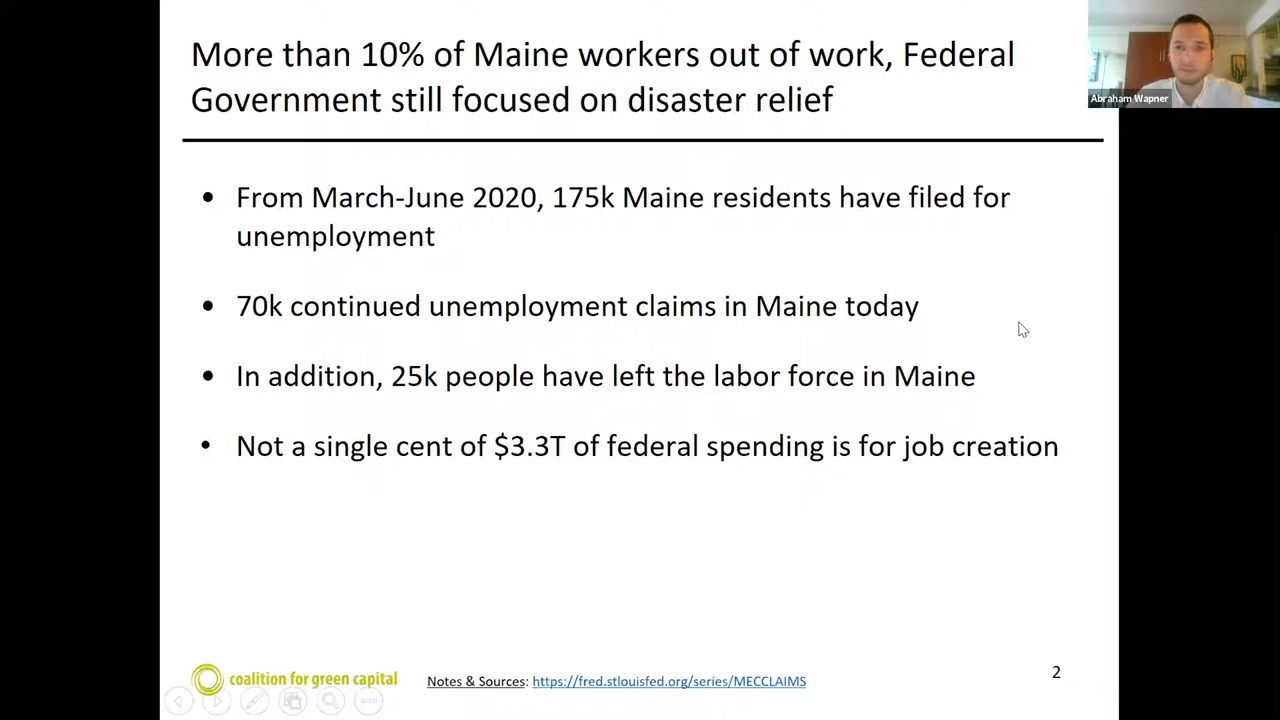 More than 10% of Maine workers out of work, Federal
Government still focused on disaster relief
Abraham Wapner
• From March-June 2020, 175k Maine residents have filed for
unemployment
• 70k continued unemployment claims in Maine today
• In addition, 25k people have left the labor force in Maine
• Not a single cent of $3.3T of federal spending is for job creation
coalition for green capital
Notes & Sources: https://fred.stlouisfed.org/series/MECCLAIMS
2